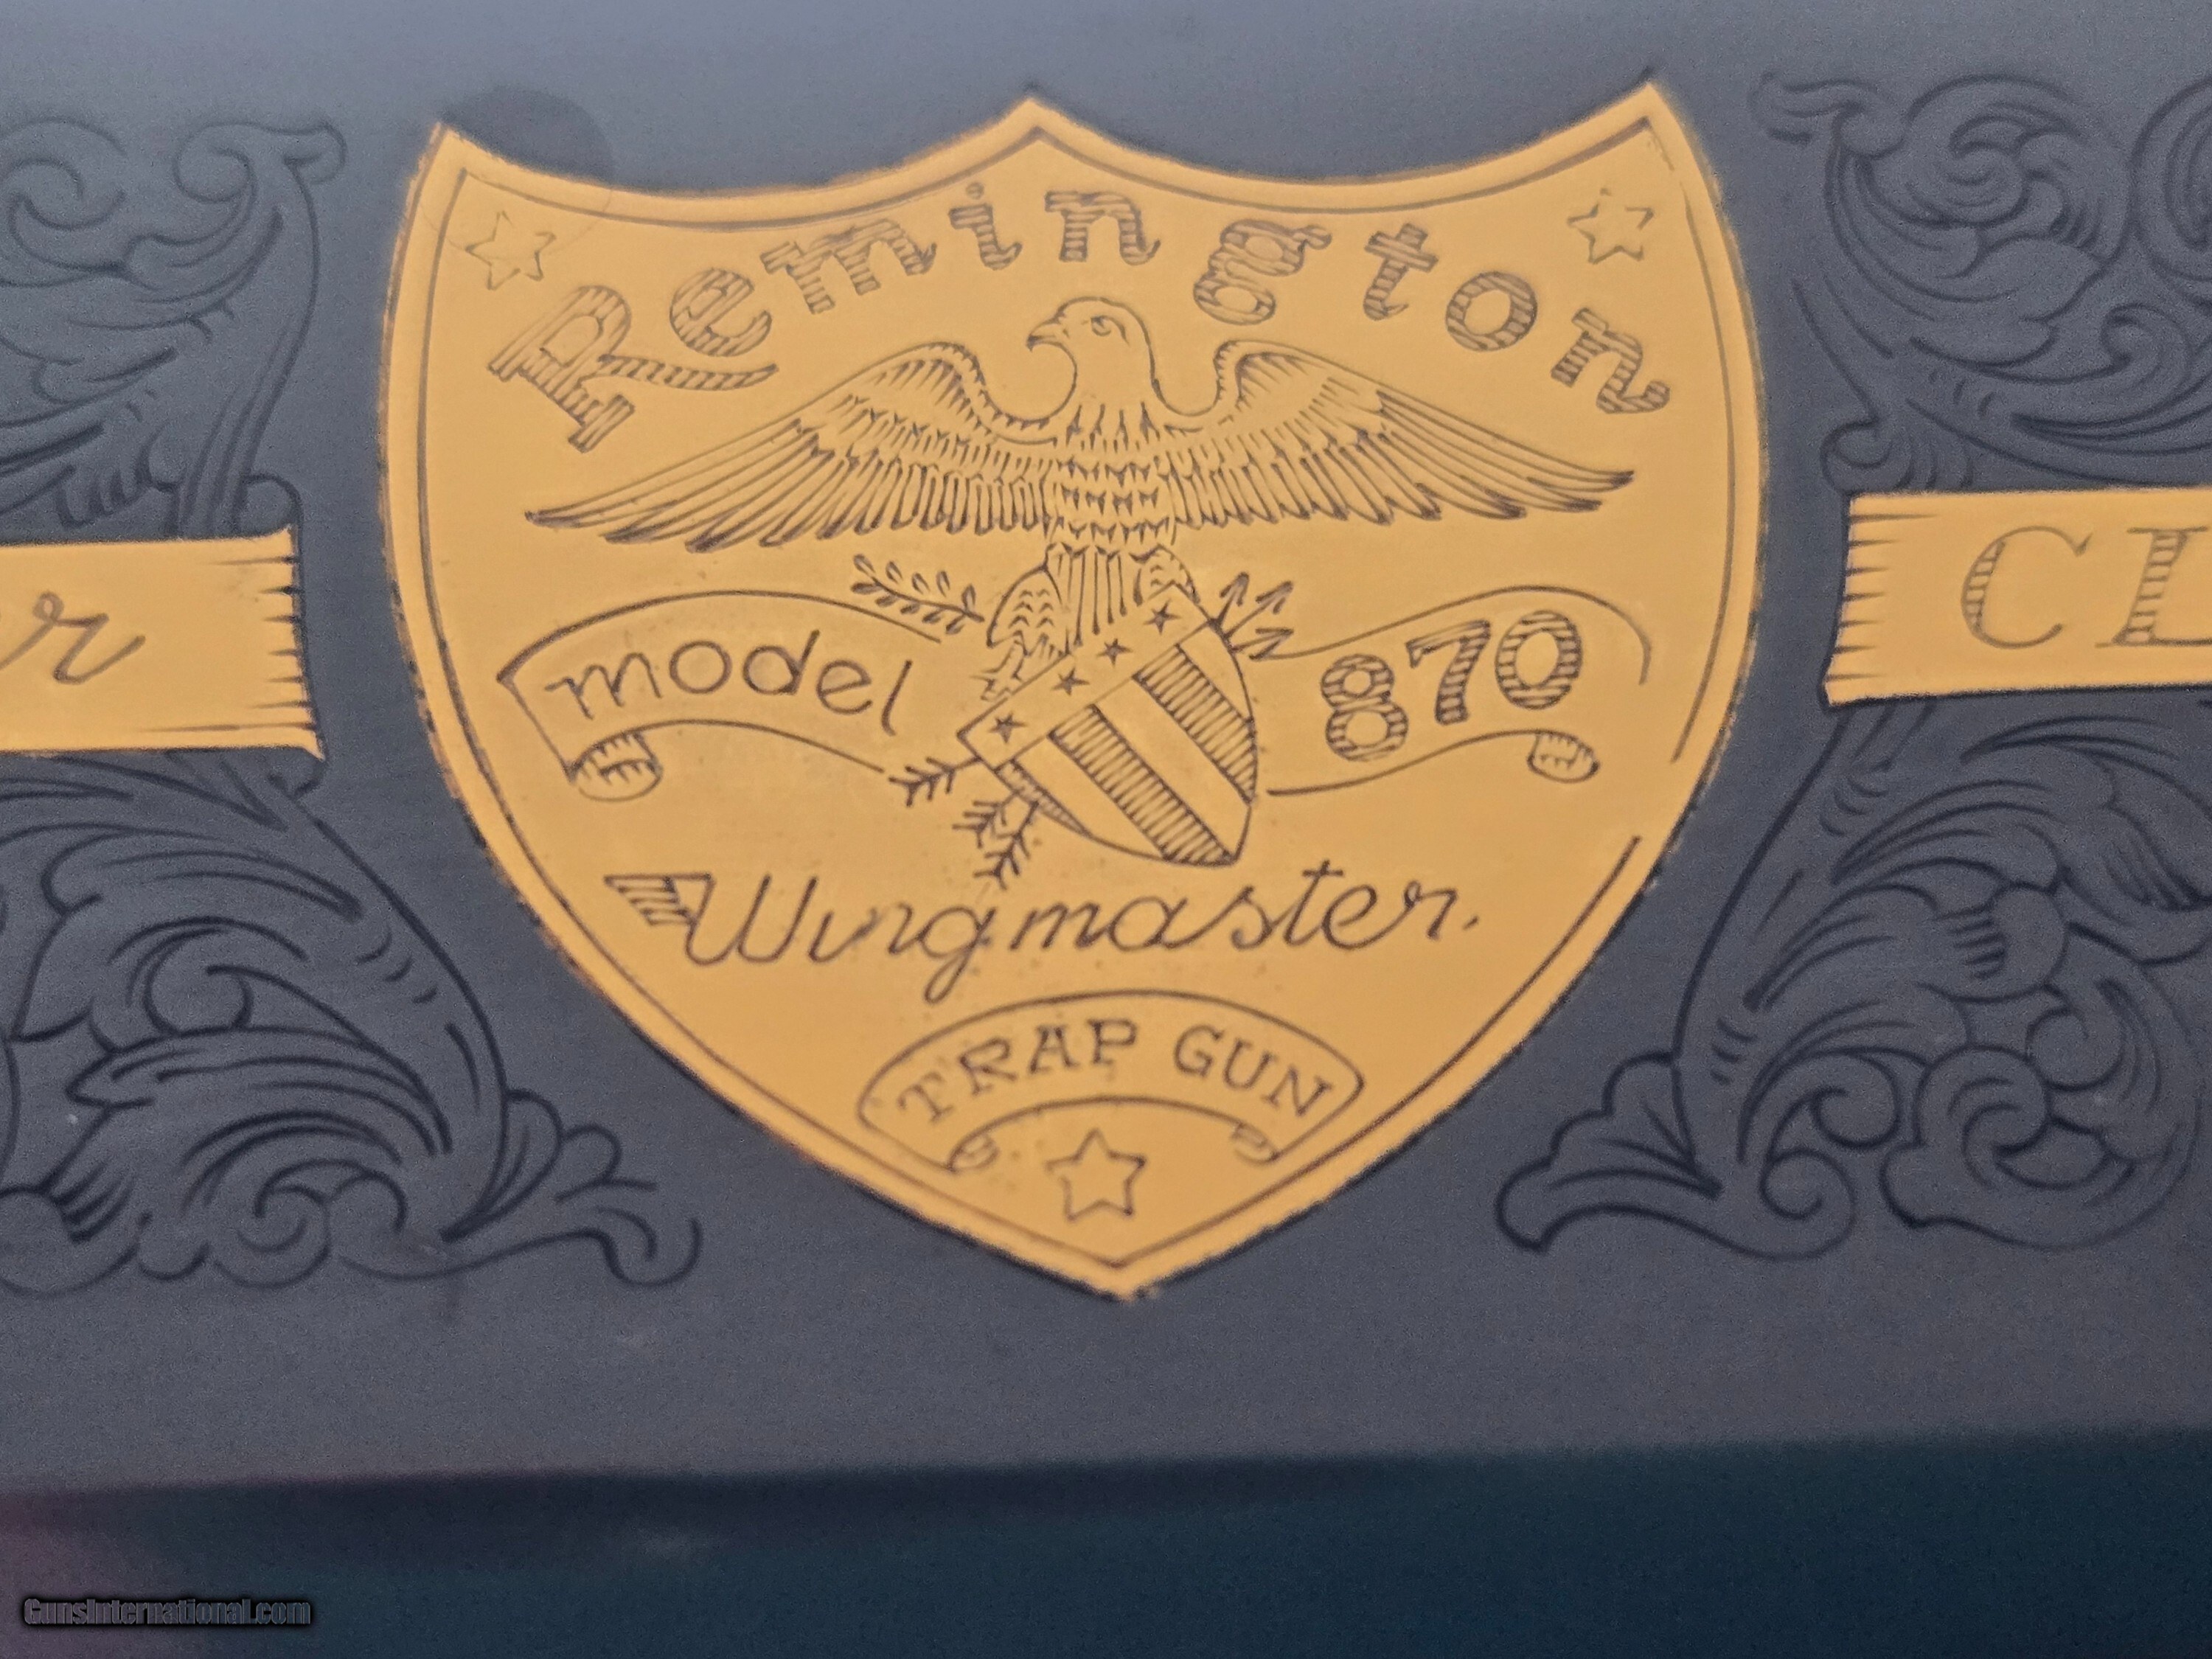 Remington
model 870
Wingmaster.
TRAP GUN
r
CL
GunsInternational.com